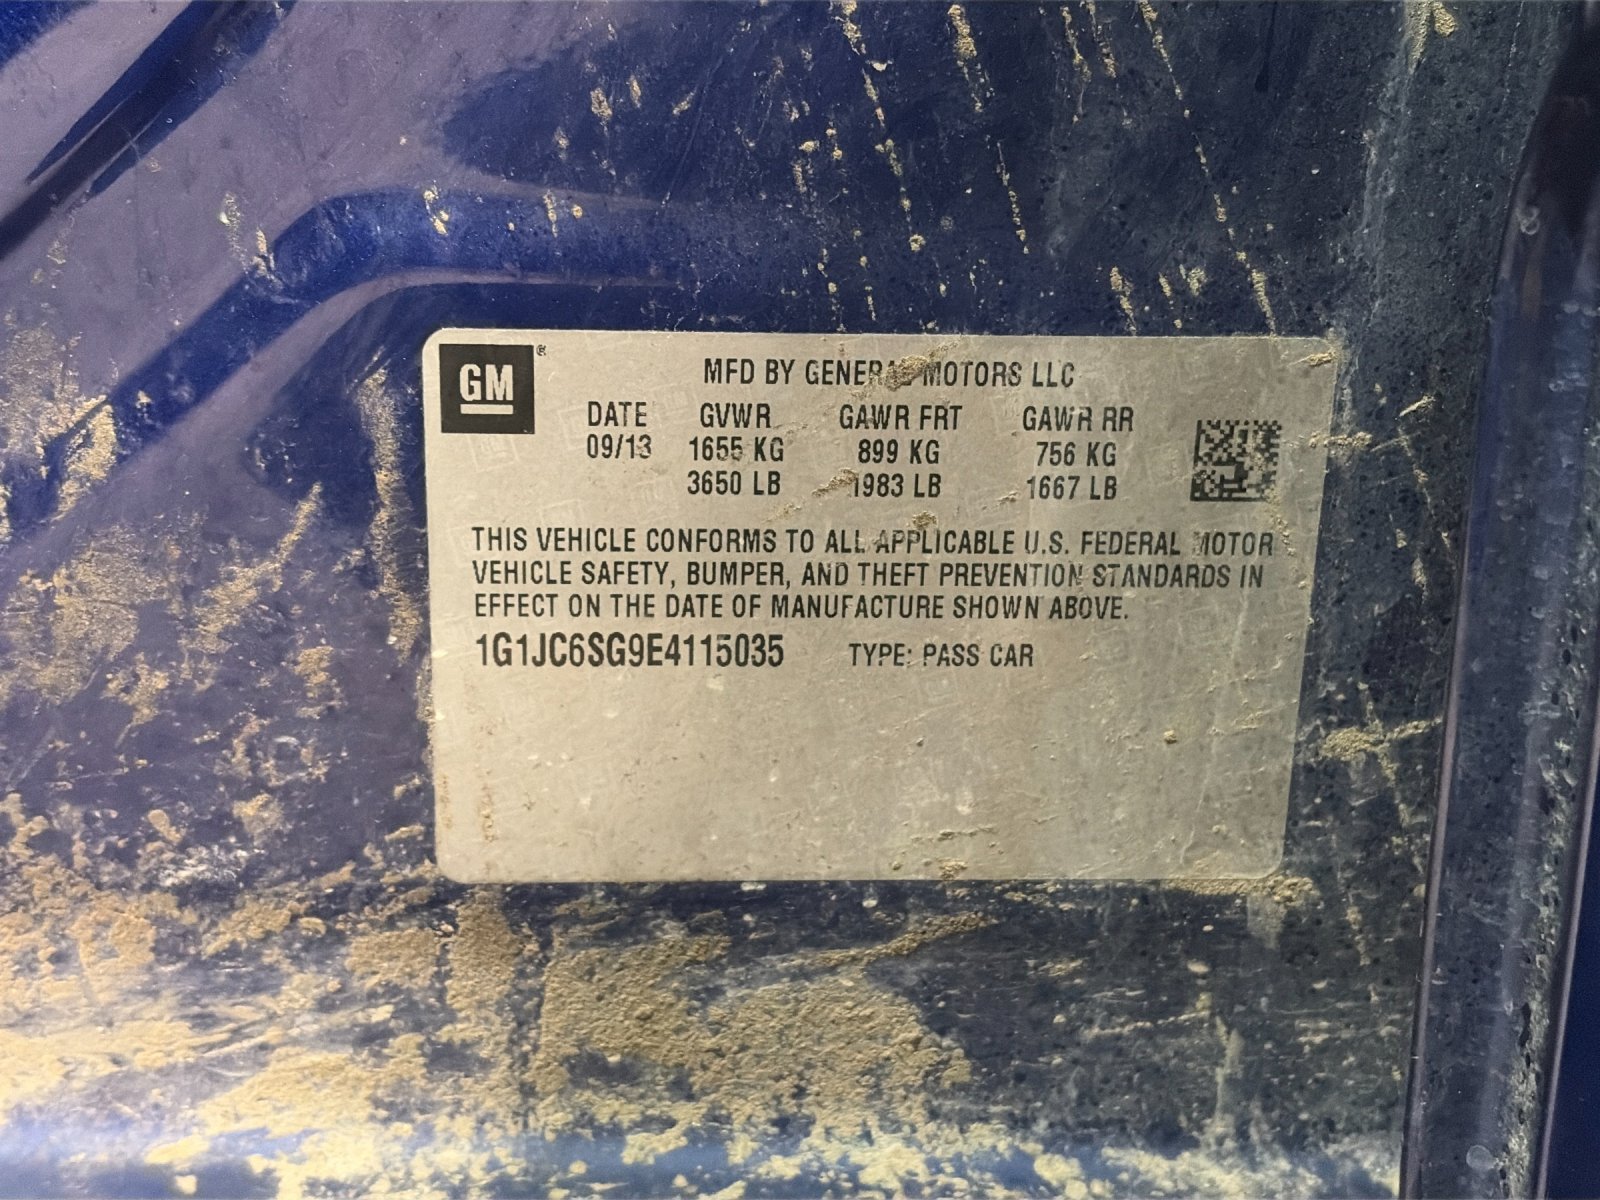 GM ®
MFD BY GENERAL MOTORS LLC
DATE GVWR GAWR FRT GAWR RR
09/13 1655 KG 899 KG 756 KG
3650 LB 1983 LB 1667 LB
THIS VEHICLE CONFORMS TO ALL APPLICABLE U.S. FEDERAL MOTOR
VEHICLE SAFETY, BUMPER, AND THEFT PREVENTION STANDARDS IN
EFFECT ON THE DATE OF MANUFACTURE SHOWN ABOVE.
1G1JC6SG9E4115035 TYPE: PASS CAR